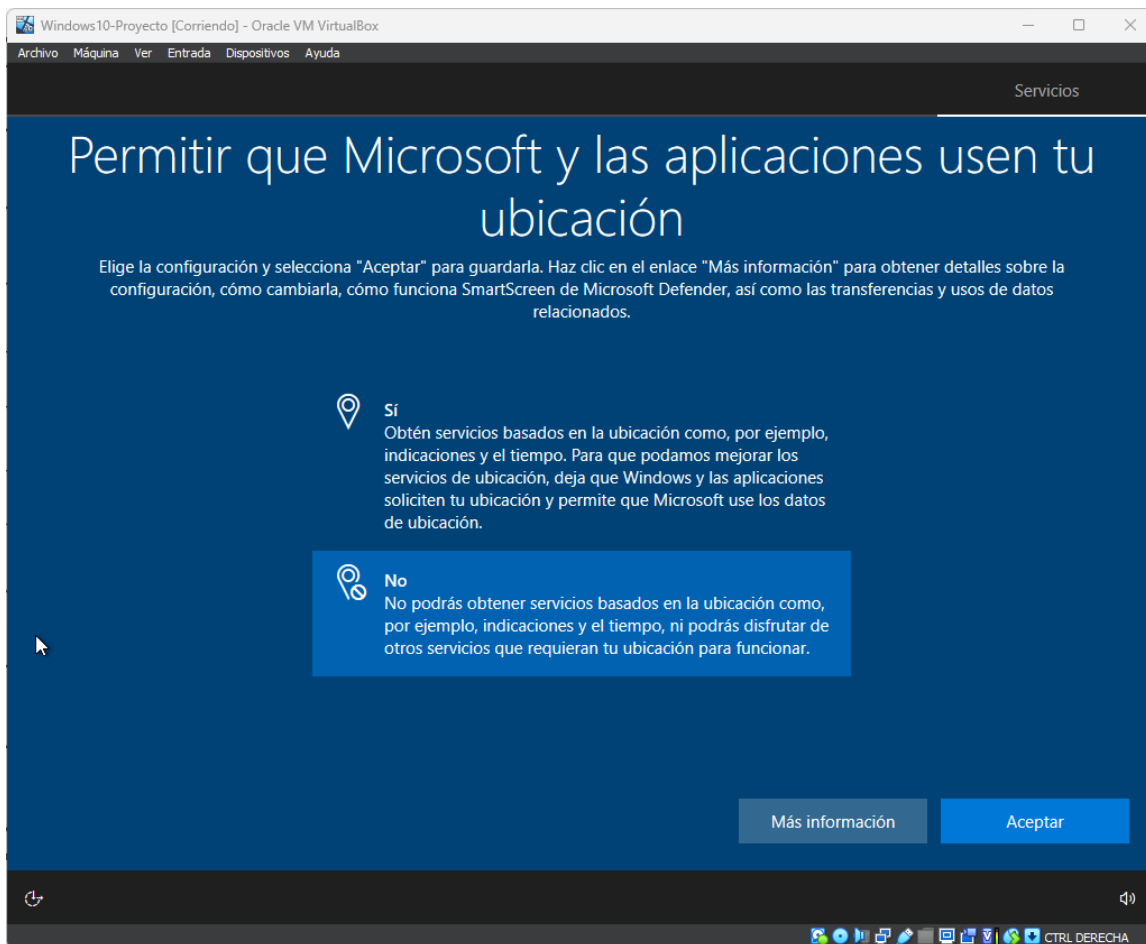 Windows10-Proyecto [Corriendo] - Oracle VM VirtualBox
Archivo Máquina Ver Entrada Dispositivos Ayuda
Servicios
Permitir que Microsoft y las aplicaciones usen tu
ubicación
Elige la configuración y selecciona "Aceptar" para guardarla. Haz clic en el enlace "Más información" para obtener detalles sobre la
configuración, cómo cambiarla, cómo funciona SmartScreen de Microsoft Defender, así como las transferencias y usos de datos
relacionados.
Sí
Obtén servicios basados en la ubicación como, por ejemplo,
indicaciones y el tiempo. Para que podamos mejorar los
servicios de ubicación, deja que Windows y las aplicaciones
soliciten tu ubicación y permite que Microsoft use los datos
de ubicación.
No
No podrás obtener servicios basados en la ubicación como,
por ejemplo, indicaciones y el tiempo, ni podrás disfrutar de
otros servicios que requieran tu ubicación para funcionar.
Más información Aceptar
CTRL DERECHA